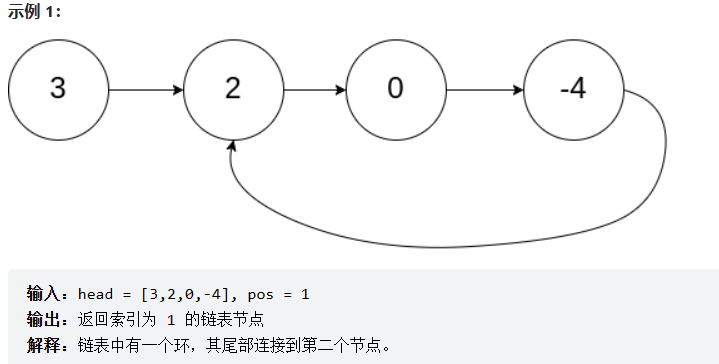 示例 1：
3 2 0 -4
输入：head = [3,2,0,-4], pos = 1
输出：返回索引为 1 的链表节点
解释：链表中有一个环，其尾部连接到第二个节点。